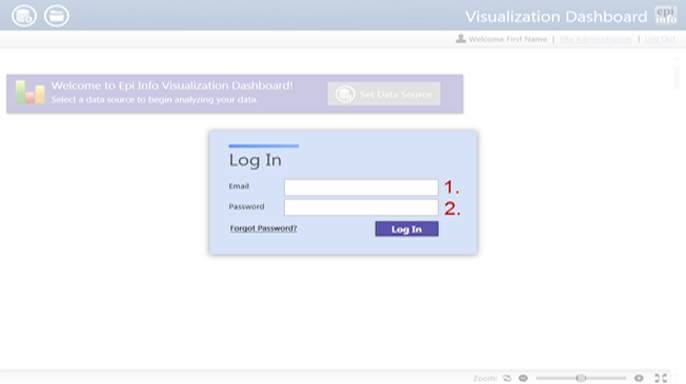 Visualization Dashboard epi info
Welcome First Name | Site Administration | Log Out
Welcome to Epi Info Visualization Dashboard!
Select a data source to begin analyzing your data.
Set Data Source
Log In
Email 1.
Password 2.
Forgot Password? Log In
Zoom: